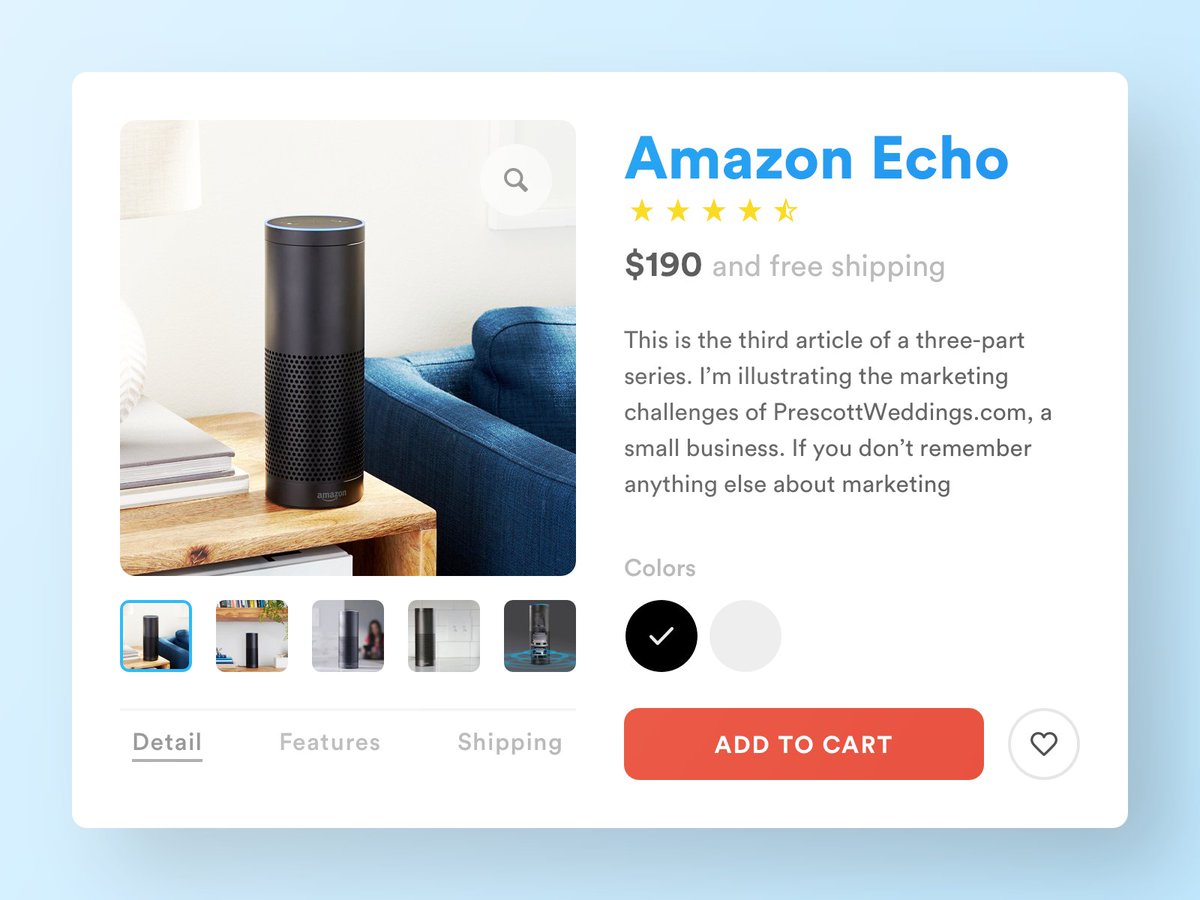 Amazon Echo
$190 and free shipping
This is the third article of a three-part
series. I’m illustrating the marketing
challenges of PrescottWeddings.com, a
small business. If you don’t remember
anything else about marketing
Colors
ADD TO CART
amazon
Detail
Features
Shipping